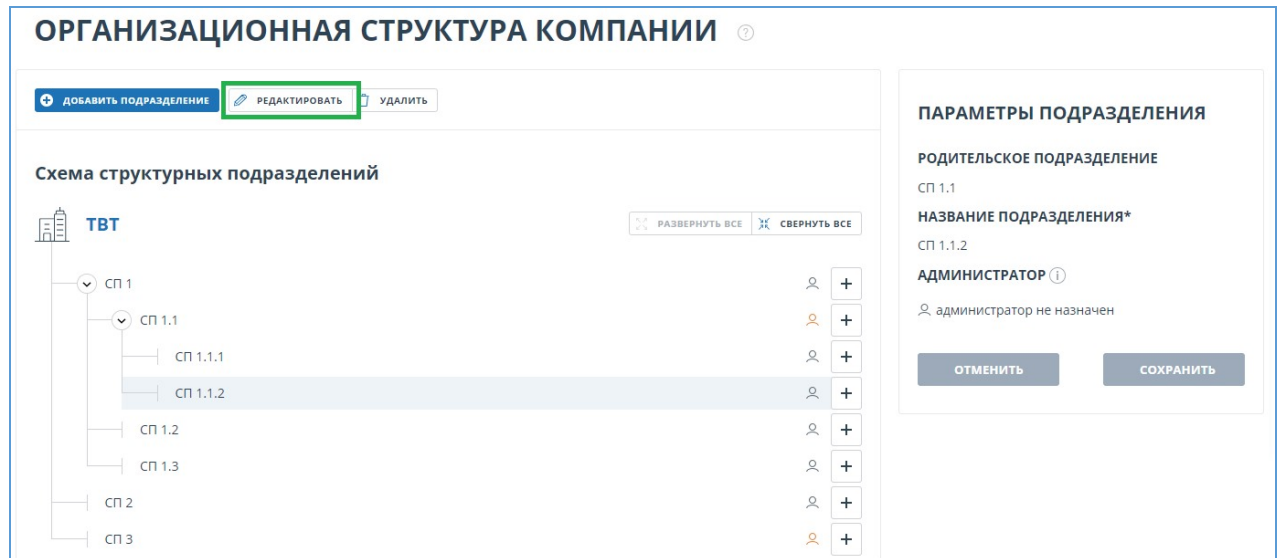 ОРГАНИЗАЦИОННАЯ СТРУКТУРА КОМПАНИИ ?
ДОБАВИТЬ ПОДРАЗДЕЛЕНИЕ РЕДАКТИРОВАТЬ УДАЛИТЬ
Схема структурных подразделений
ТВТ
РАЗВЕРНУТЬ ВСЕ СВЕРНУТЬ ВСЕ
СП 1
СП 1.1
СП 1.1.1
СП 1.1.2
СП 1.2
СП 1.3
СП 2
СП 3
ПАРАМЕТРЫ ПОДРАЗДЕЛЕНИЯ
РОДИТЕЛЬСКОЕ ПОДРАЗДЕЛЕНИЕ
СП 1.1
НАЗВАНИЕ ПОДРАЗДЕЛЕНИЯ*
СП 1.1.2
АДМИНИСТРАТОР i
администратор не назначен
ОТМЕНИТЬ СОХРАНИТЬ